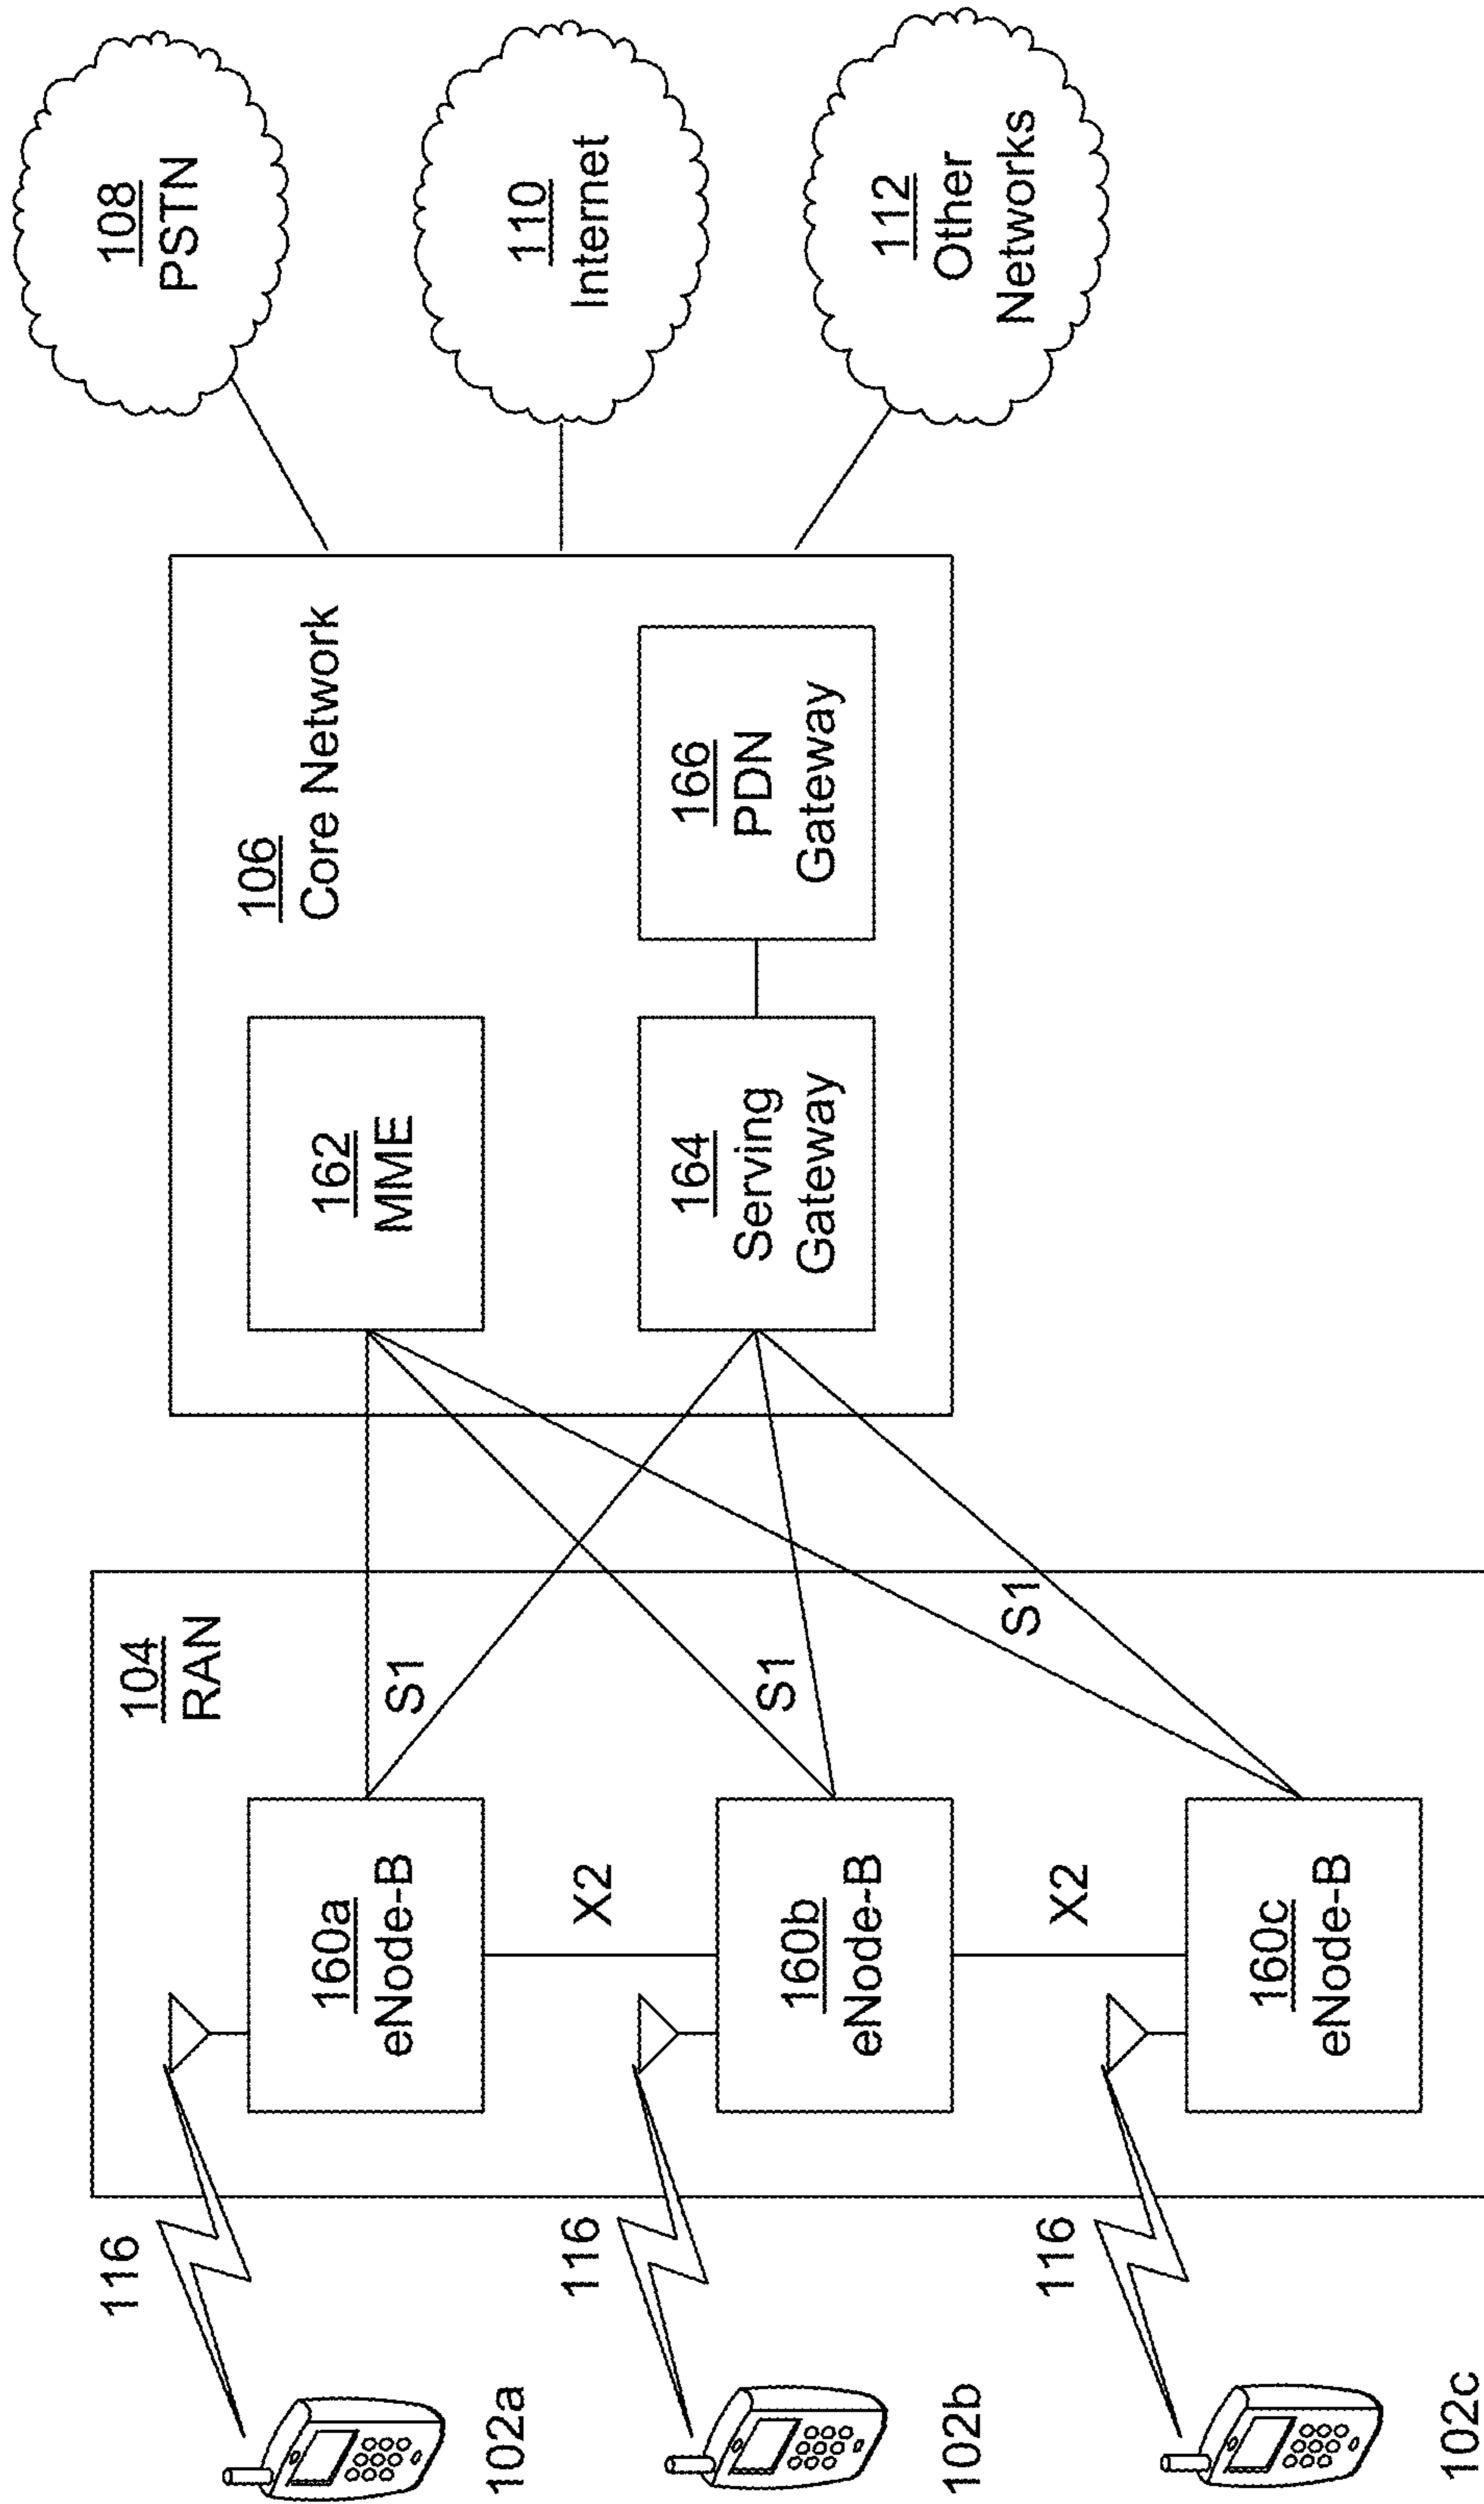 102a
116
104
RAN
160a
eNode-B
S1
X2
102b
116
160b
eNode-B
S1
X2
102c
116
160c
eNode-B
S1
106
Core Network
162
MME
164
Serving
Gateway
166
PDN
Gateway
108
PSTN
110
Internet
112
Other
Networks